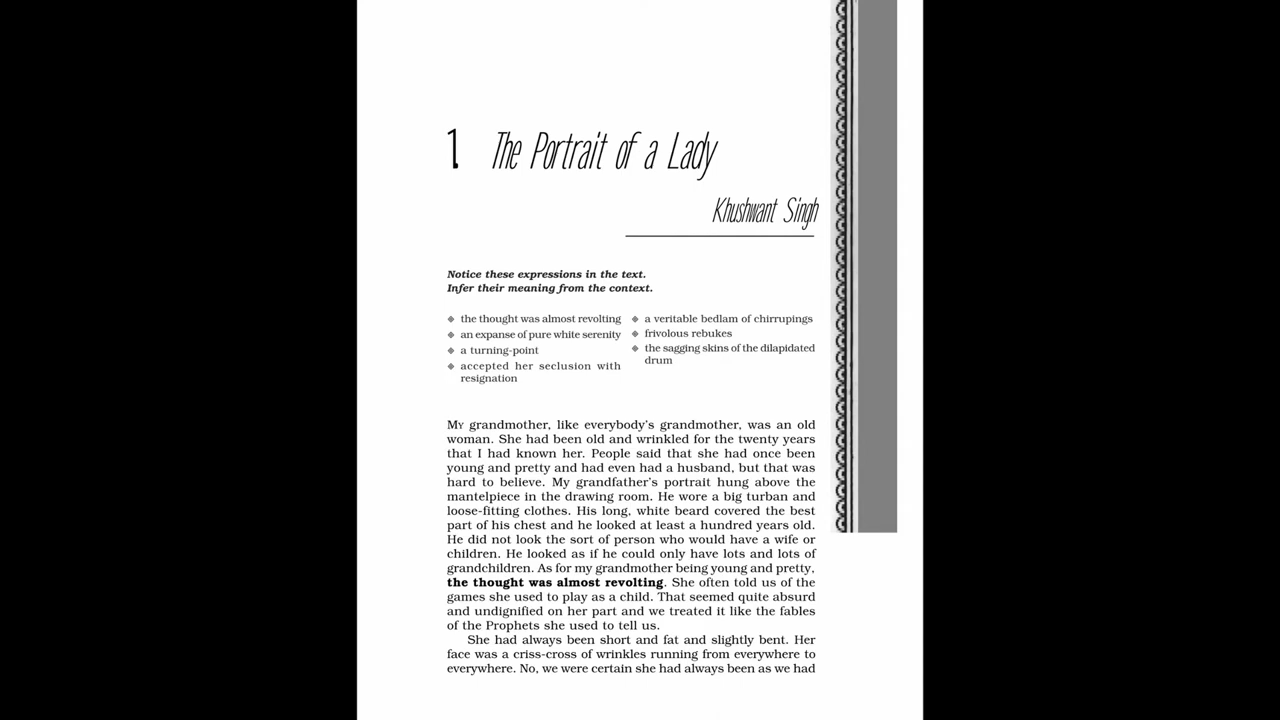 1. The Portrait of a Lady
Khushwant Singh
Notice these expressions in the text.
Infer their meaning from the context.
the thought was almost revolting
an expanse of pure white serenity
a turning-point
accepted her seclusion with
resignation
a veritable bedlam of chirrupings
frivolous rebukes
the sagging skins of the dilapidated
drum
MY grandmother, like everybody's grandmother, was an old
woman. She had been old and wrinkled for the twenty years
that I had known her. People said that she had once been
young and pretty and had even had a husband, but that was
hard to believe. My grandfather's portrait hung above the
mantelpiece in the drawing room. He wore a big turban and
loose-fitting clothes. His long, white beard covered the best
part of his chest and he looked at least a hundred years old.
He did not look the sort of person who would have a wife or
children. He looked as if he could only have lots and lots of
grandchildren. As for my grandmother being young and pretty,
the thought was almost revolting. She often told us of the
games she used to play as a child. That seemed quite absurd
and undignified on her part and we treated it like the fables
of the Prophets she used to tell us.
She had always been short and fat and slightly bent. Her
face was a criss-cross of wrinkles running from everywhere to
everywhere. No, we were certain she had always been as we had